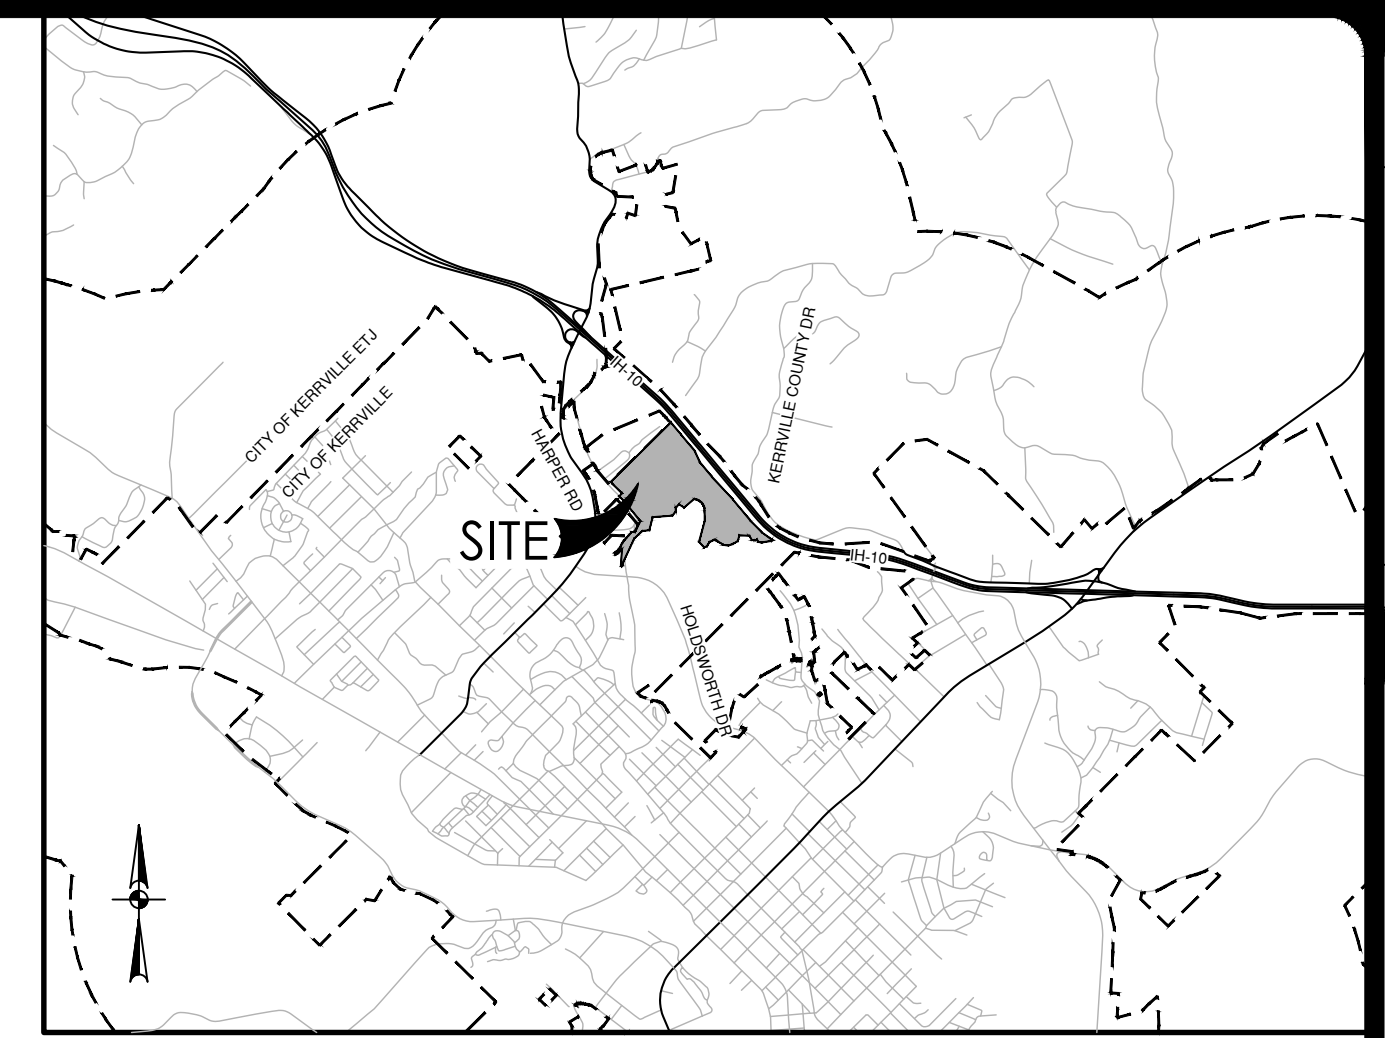 KERRVILLE COUNTY DR
CITY OF KERRVILLE ETJ
IH-10
CITY OF KERRVILLE
HARPER RD
SITE
IH-10
HOLDSWORTH DR